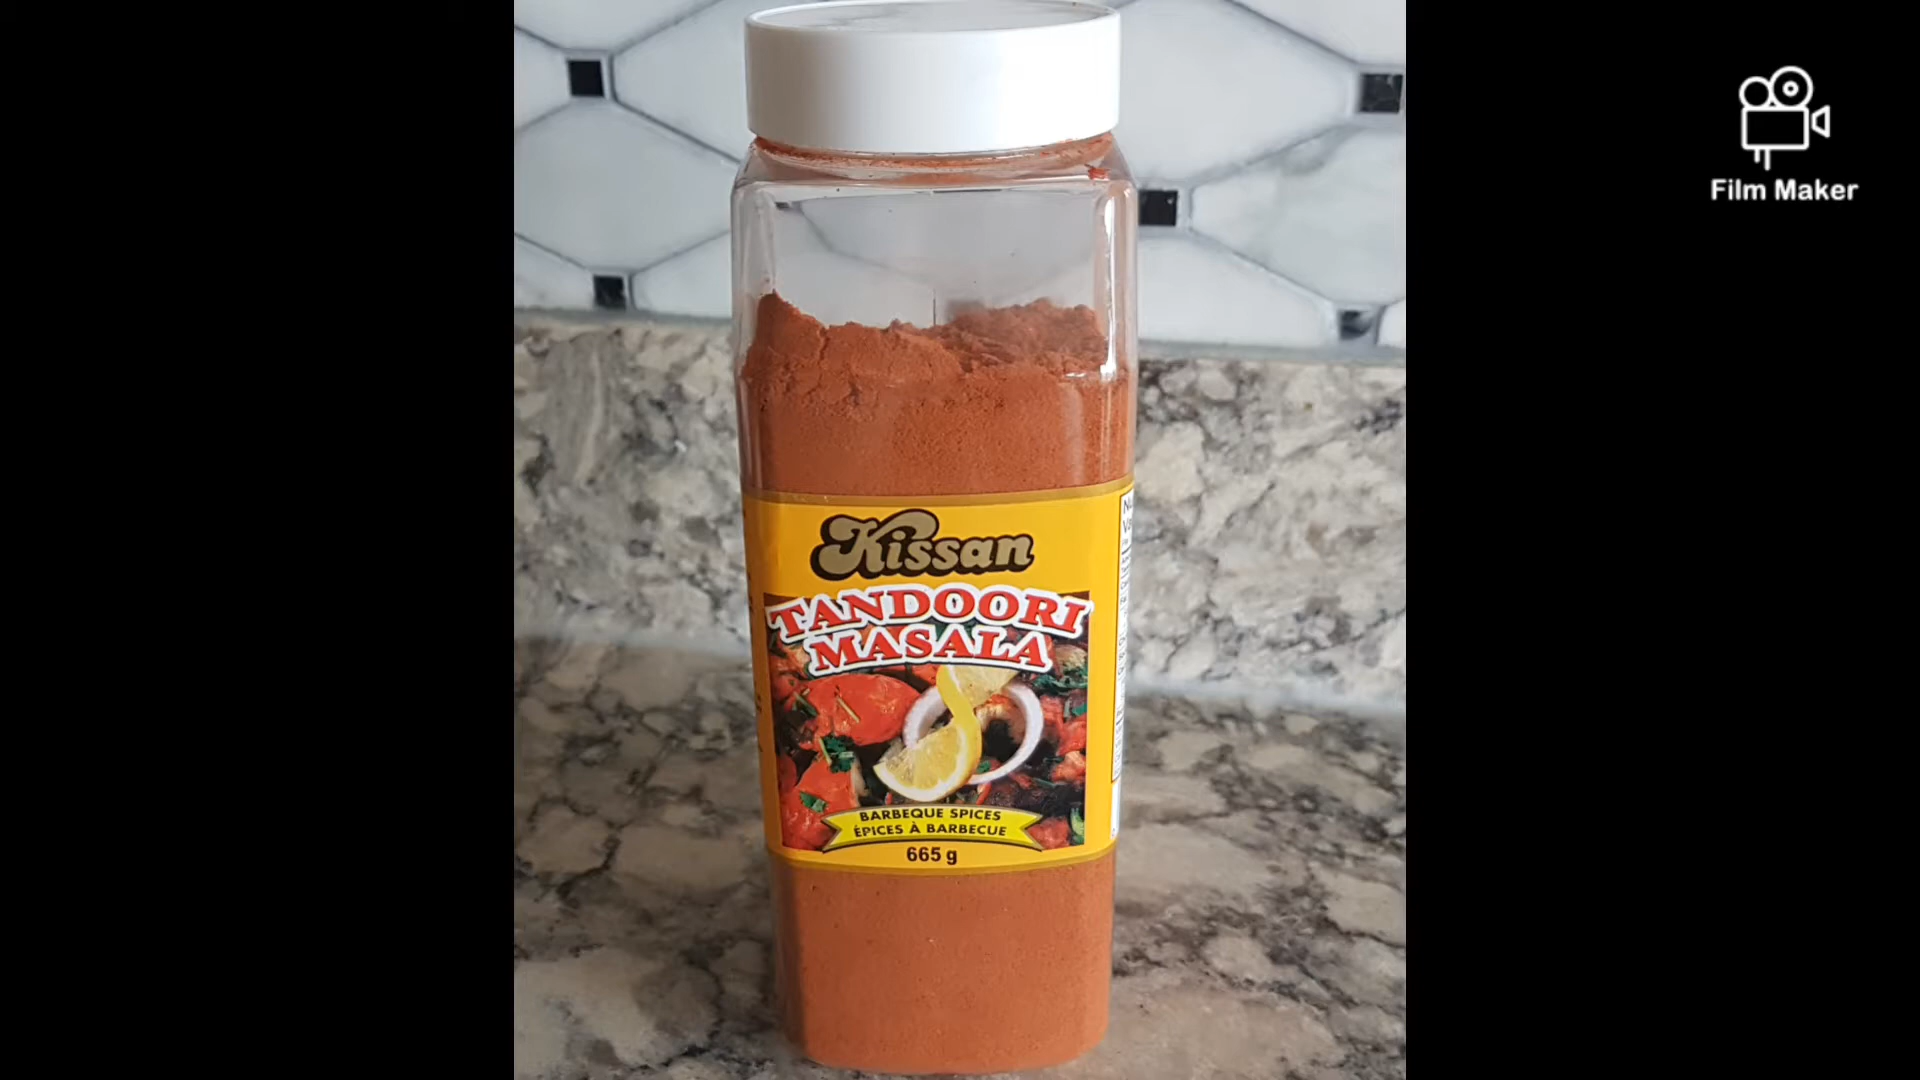 Film Maker
Kissan
TANDOORI
MASALA
BARBEQUE SPICES
ÉPICES À BARBECUE
665 g